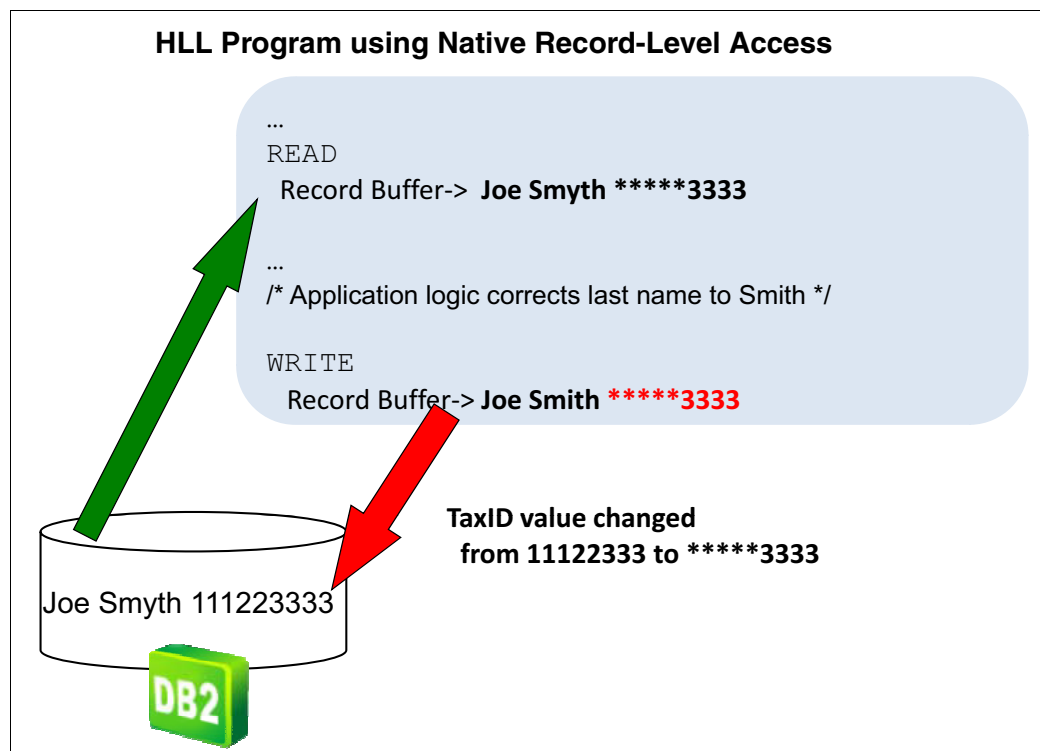 HLL Program using Native Record-Level Access
...
READ
Record Buffer-> Joe Smyth *****3333
...
/* Application logic corrects last name to Smith */
WRITE
Record Buffer-> Joe Smith *****3333
TaxID value changed
from 11122333 to *****3333
Joe Smyth 111223333
DB2